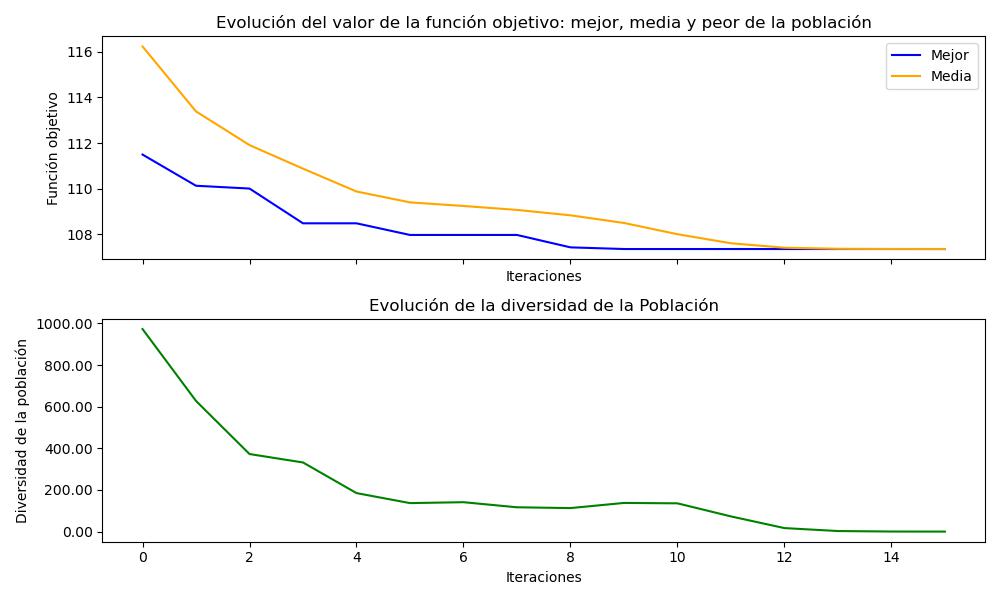 Evolución del valor de la función objetivo: mejor, media y peor de la población
Función objetivo
116
114
112
110
108
Mejor
Media
Iteraciones
Evolución de la diversidad de la Población
Diversidad de la población
1000.00
800.00
600.00
400.00
200.00
0.00
0 2 4 6 8 10 12 14
Iteraciones